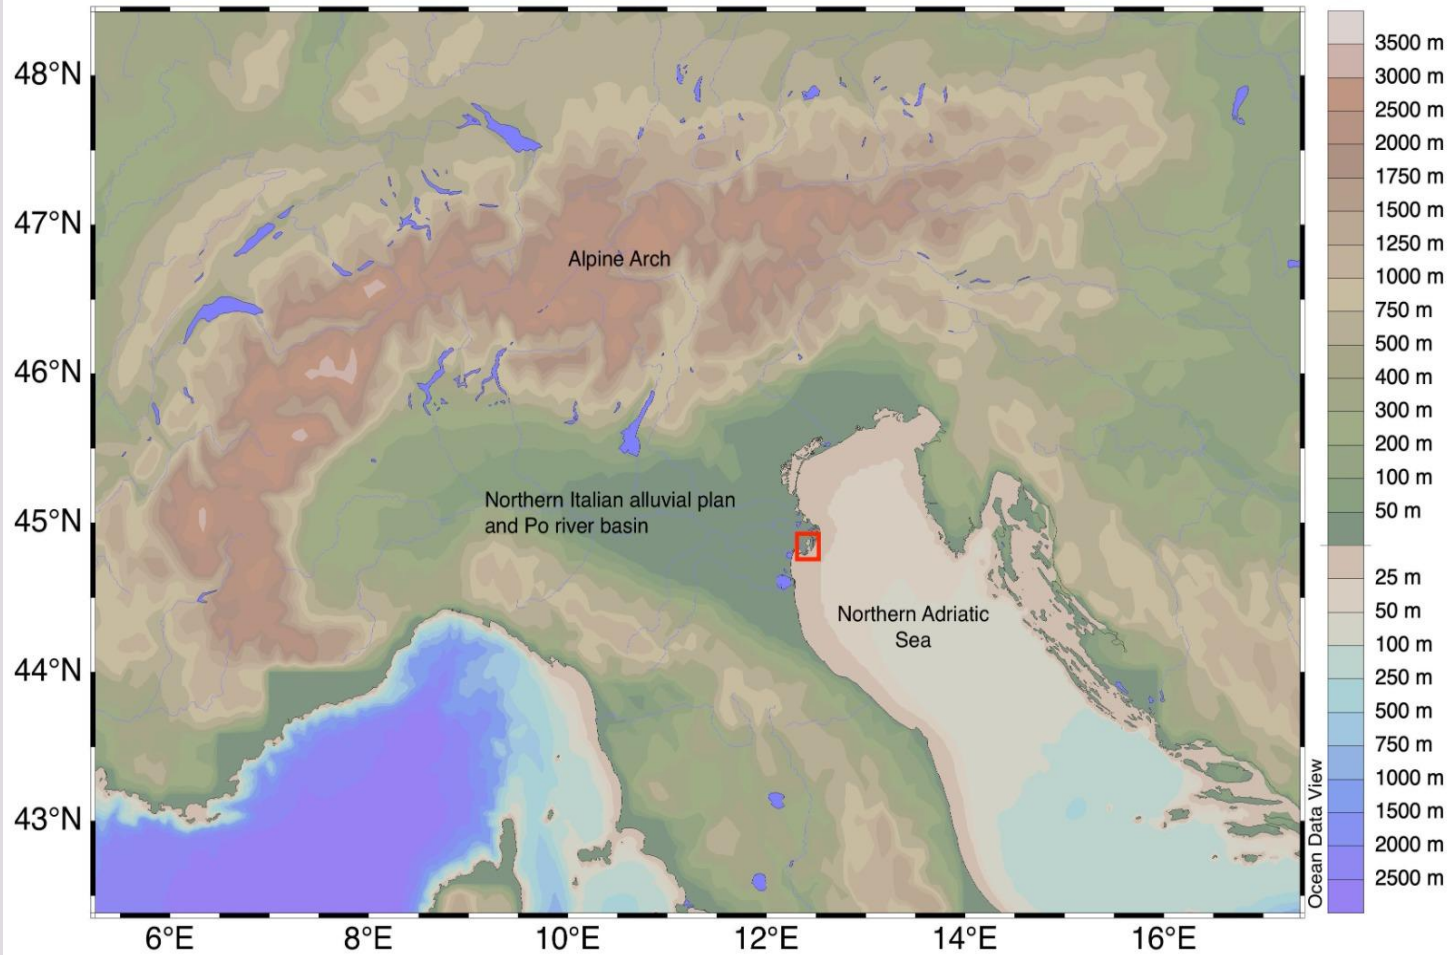 48°N
47°N
46°N
45°N
44°N
43°N
6°E 8°E 10°E 12°E 14°E 16°E
Alpine Arch
Northern Italian alluvial plan
and Po river basin
Northern Adriatic
Sea
Ocean Data View
3500 m
3000 m
2500 m
2000 m
1750 m
1500 m
1250 m
1000 m
750 m
500 m
400 m
300 m
200 m
100 m
50 m
25 m
50 m
100 m
250 m
500 m
750 m
1000 m
1500 m
2000 m
2500 m